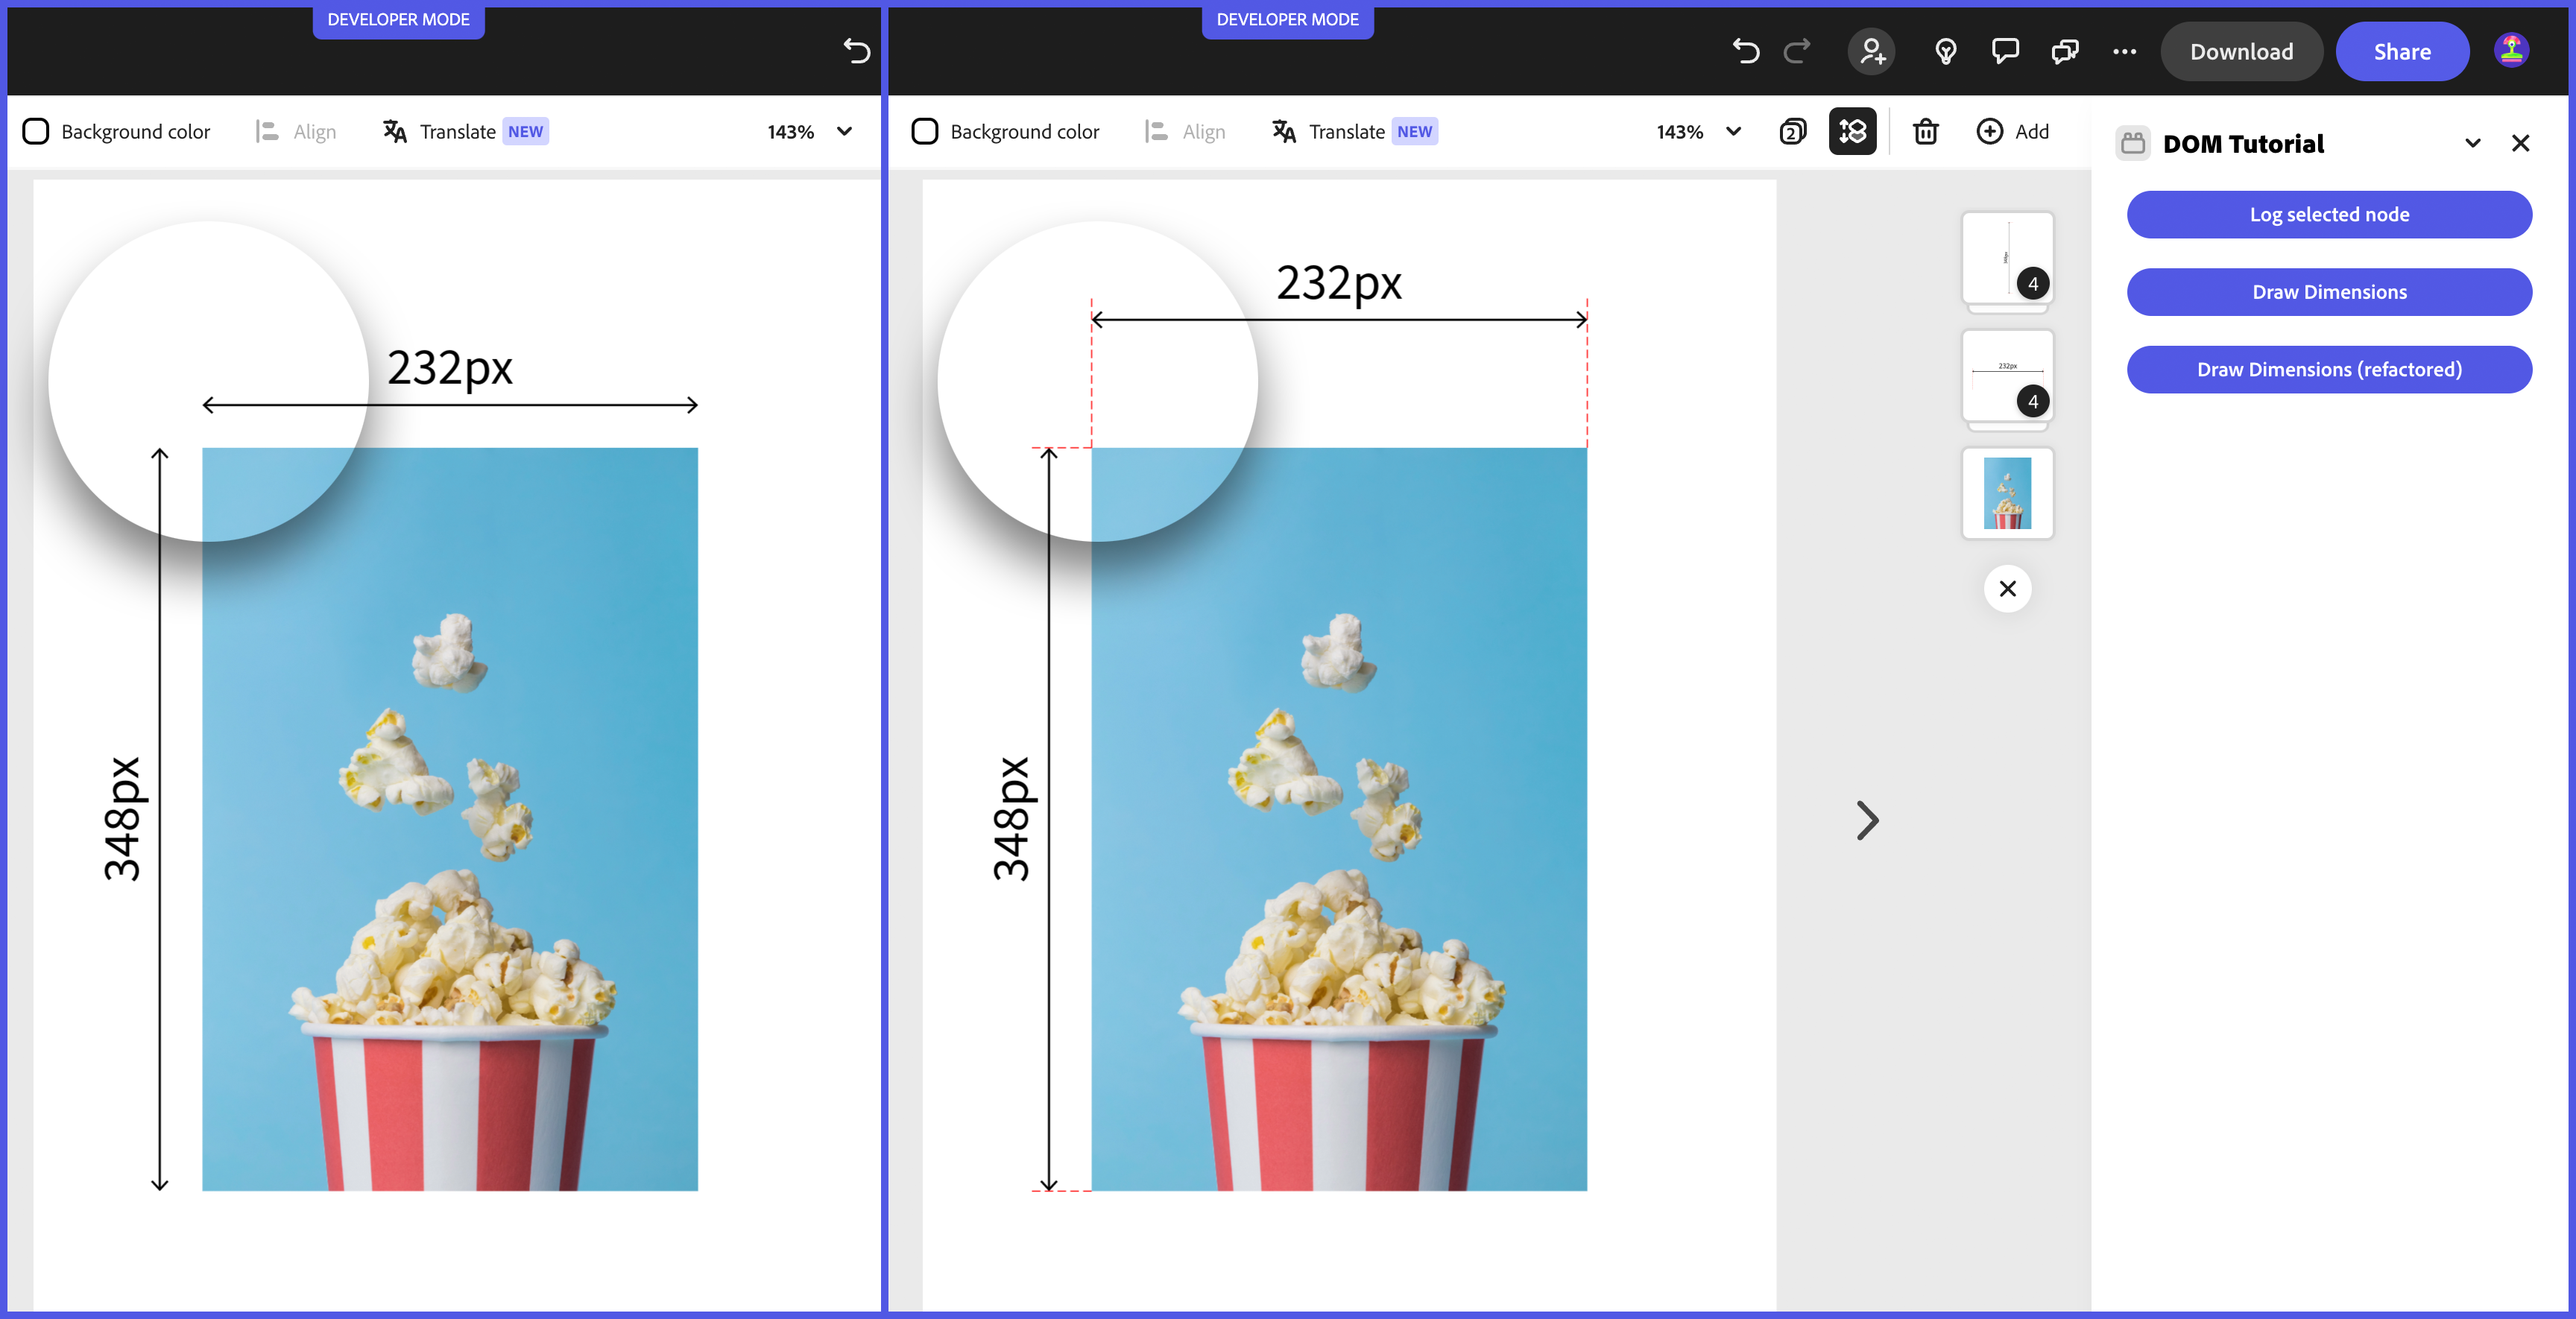 DEVELOPER MODE
Background color
Align
Translate NEW
143%
232px
348px
DEVELOPER MODE
Download
Share
Background color
Align
Translate NEW
143%
2
Add
232px
348px
4
232px
4
DOM Tutorial
Log selected node
Draw Dimensions
Draw Dimensions (refactored)